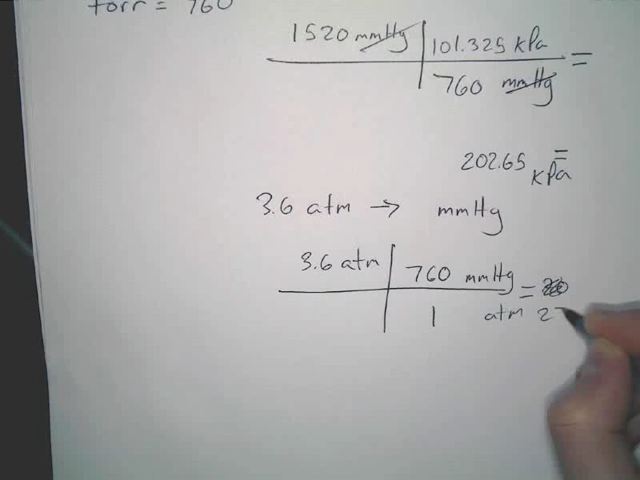 torr = 760
1520 mmHg 101.325 kPa =
760 mmHg
202.65 =
kPa
3.6 atm → mmHg
3.6 atm 760 mmHg =
1 atm 2